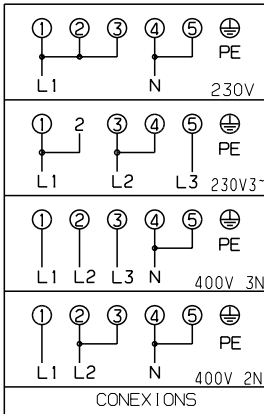 1 2 3 4 5
PE
L1 N 230V
1 2 3 4 5
PE
L1 L2 L3 230V3~
1 2 3 4 5
PE
L1 L2 L3 N 400V 3N
1 2 3 4 5
PE
L1 L2 N 400V 2N
CONEXIONS